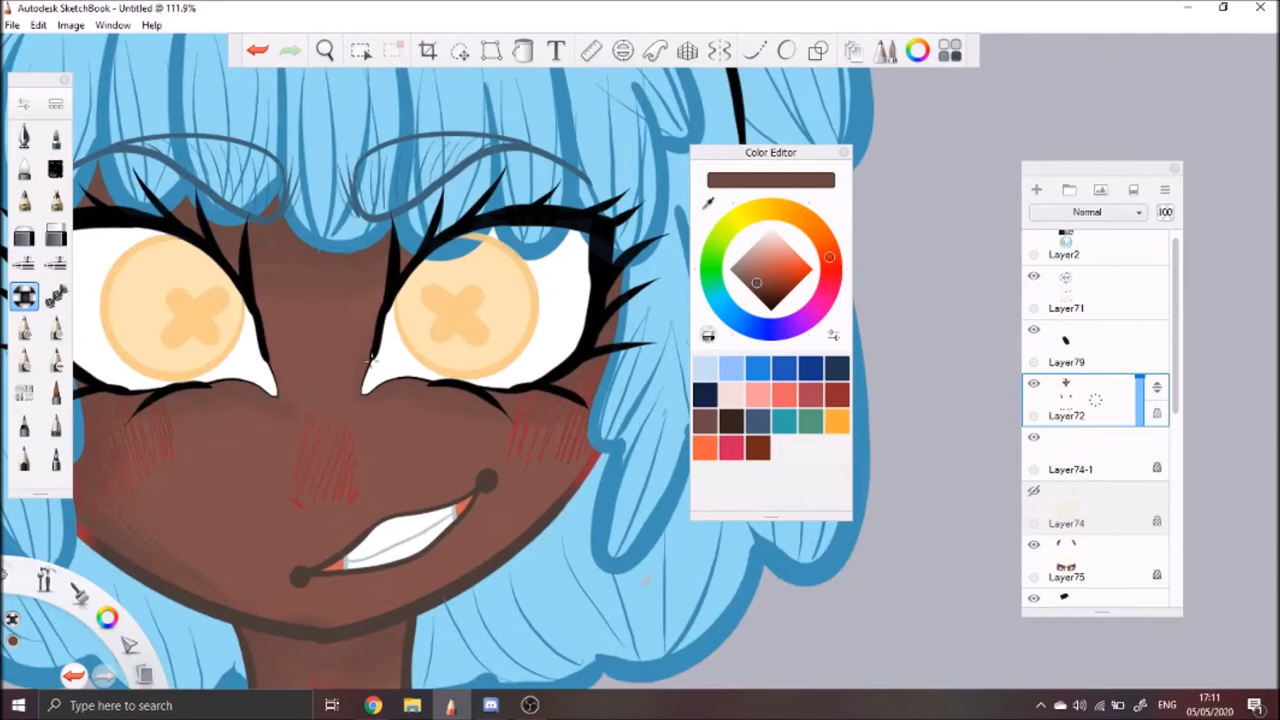 Autodesk SketchBook - Untitled @ 111.9%
File Edit Image Window Help
T
Color Editor
Normal 100
Layer2
Layer71
Layer79
Layer72
Layer74-1
Layer74
Layer75
Type here to search
ENG
17:11
05/05/2020
1